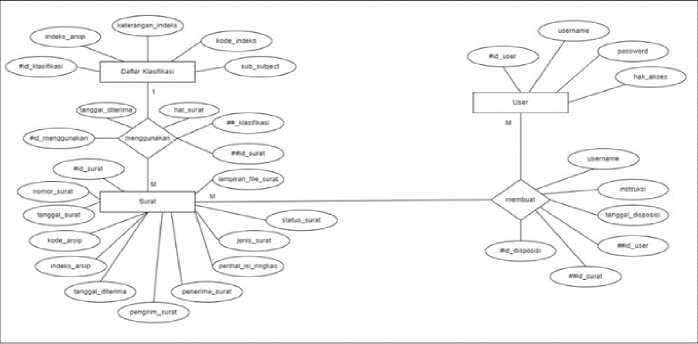 keterangan_indeks
indeks_arsip
kode_indeks
#id_klasifikasi
sub_subject
Daftar Klasifikasi
1
tanggal_diterima
hal_surat
##_klasifikasi
#id_menggunakan
menggunakan
##id_surat
#id_surat
lampiran_file_surat
nomor_surat
M
M
Surat
tanggal_surat
status_surat
kode_arsip
jenis_surat
indeks_arsip
perihal_isi_ringkas
tanggal_diterima
penerima_surat
pengirim_surat
username
#id_user
password
hak_akses
User
M
username
instruksi
membuat
tanggal_disposisi
##id_user
#id_disposisi
##id_surat